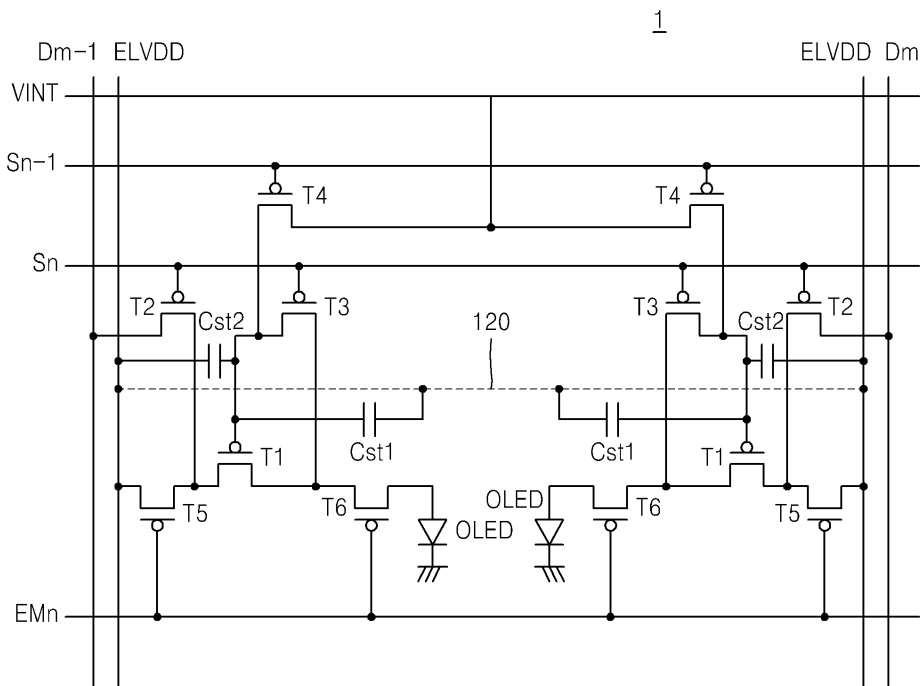 1
Dm-1 ELVDD ELVDD Dm
VINT
Sn-1
T4 T4
Sn
T2 T3 T3 T2
Cst2 120 Cst2
T1 Cst1 Cst1 T1
OLED
T5 T6 OLED T6 T5
EMn